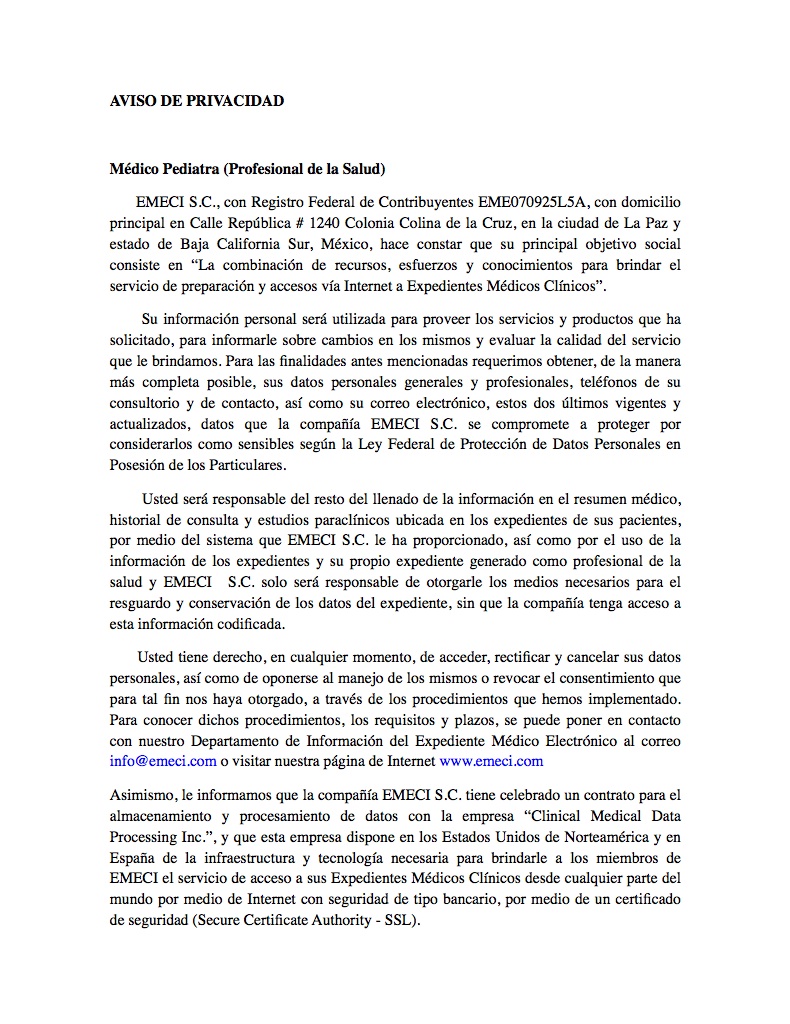 AVISO DE PRIVACIDAD
Médico Pediatra (Profesional de la Salud)
EMECI S.C., con Registro Federal de Contribuyentes EME070925L5A, con domicilio
principal en Calle República # 1240 Colonia Colina de la Cruz, en la ciudad de La Paz y
estado de Baja California Sur, México, hace constar que su principal objetivo social
consiste en “La combinación de recursos, esfuerzos y conocimientos para brindar el
servicio de preparación y accesos vía Internet a Expedientes Médicos Clínicos”.
Su información personal será utilizada para proveer los servicios y productos que ha
solicitado, para informarle sobre cambios en los mismos y evaluar la calidad del servicio
que le brindamos. Para las finalidades antes mencionadas requerimos obtener, de la manera
más completa posible, sus datos personales generales y profesionales, teléfonos de su
consultorio y de contacto, así como su correo electrónico, estos dos últimos vigentes y
actualizados, datos que la compañía EMECI S.C. se compromete a proteger por
considerarlos como sensibles según la Ley Federal de Protección de Datos Personales en
Posesión de los Particulares.
Usted será responsable del resto del llenado de la información en el resumen médico,
historial de consulta y estudios paraclínicos ubicada en los expedientes de sus pacientes,
por medio del sistema que EMECI S.C. le ha proporcionado, así como por el uso de la
información de los expedientes y su propio expediente generado como profesional de la
salud y EMECI S.C. solo será responsable de otorgarle los medios necesarios para el
resguardo y conservación de los datos del expediente, sin que la compañía tenga acceso a
esta información codificada.
Usted tiene derecho, en cualquier momento, de acceder, rectificar y cancelar sus datos
personales, así como de oponerse al manejo de los mismos o revocar el consentimiento que
para tal fin nos haya otorgado, a través de los procedimientos que hemos implementado.
Para conocer dichos procedimientos, los requisitos y plazos, se puede poner en contacto
con nuestro Departamento de Información del Expediente Médico Electrónico al correo
info@emeci.com o visitar nuestra página de Internet www.emeci.com
Asimismo, le informamos que la compañía EMECI S.C. tiene celebrado un contrato para el
almacenamiento y procesamiento de datos con la empresa “Clinical Medical Data
Processing Inc.”, y que esta empresa dispone en los Estados Unidos de Norteamérica y en
España de la infraestructura y tecnología necesaria para brindarle a los miembros de
EMECI el servicio de acceso a sus Expedientes Médicos Clínicos desde cualquier parte del
mundo por medio de Internet con seguridad de tipo bancario, por medio de un certificado
de seguridad (Secure Certificate Authority - SSL).